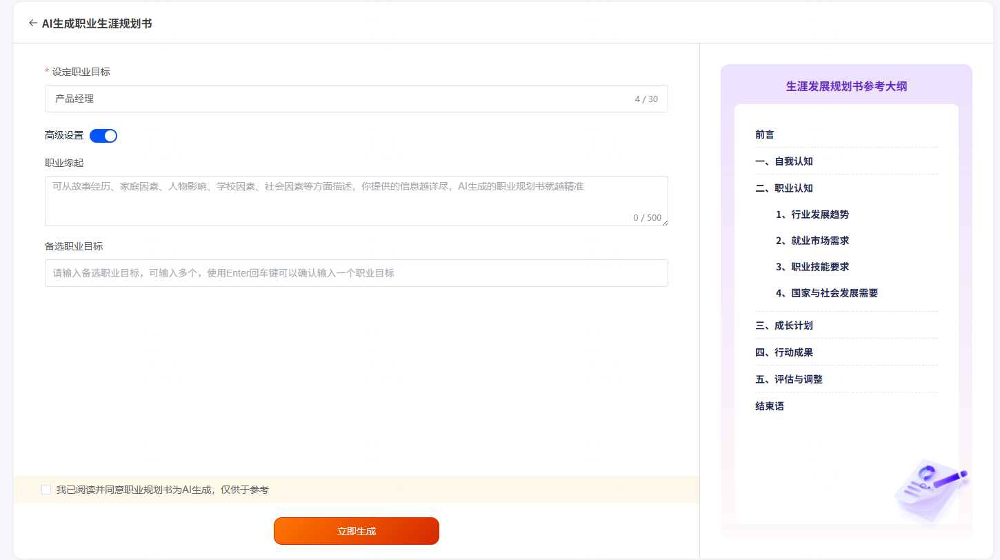 AI生成职业生涯规划书
* 设定职业目标
产品经理
4 / 30
高级设置
职业缘起
可从故事经历、家庭因素、人物影响、学校因素、社会因素等方面描述，你提供的信息越详尽，AI生成的职业规划书就越精准
0 / 500
备选职业目标
请输入备选职业目标，可输入多个，使用Enter回车键可以确认输入一个职业目标
我已阅读并同意职业规划书为AI生成，仅供于参考
立即生成
生涯发展规划书参考大纲
前言
一、自我认知
二、职业认知
1、行业发展趋势
2、就业市场需求
3、职业技能要求
4、国家与社会发展需要
三、成长计划
四、行动成果
五、评估与调整
结束语